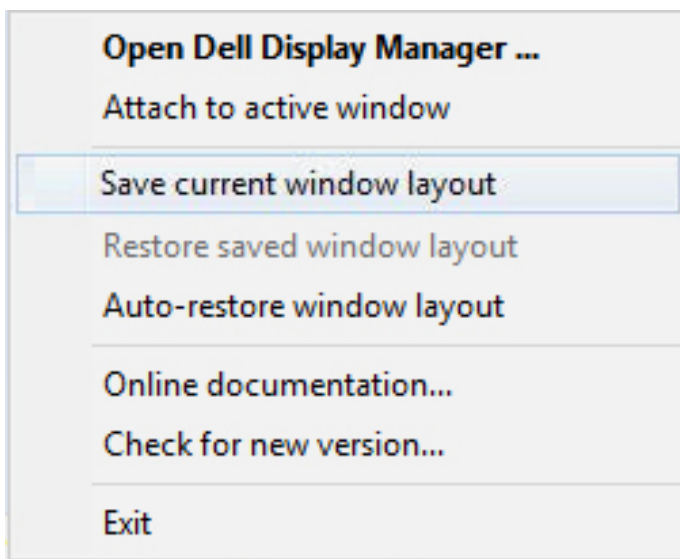 Open Dell Display Manager ...
Attach to active window
Save current window layout
Restore saved window layout
Auto-restore window layout
Online documentation...
Check for new version...
Exit